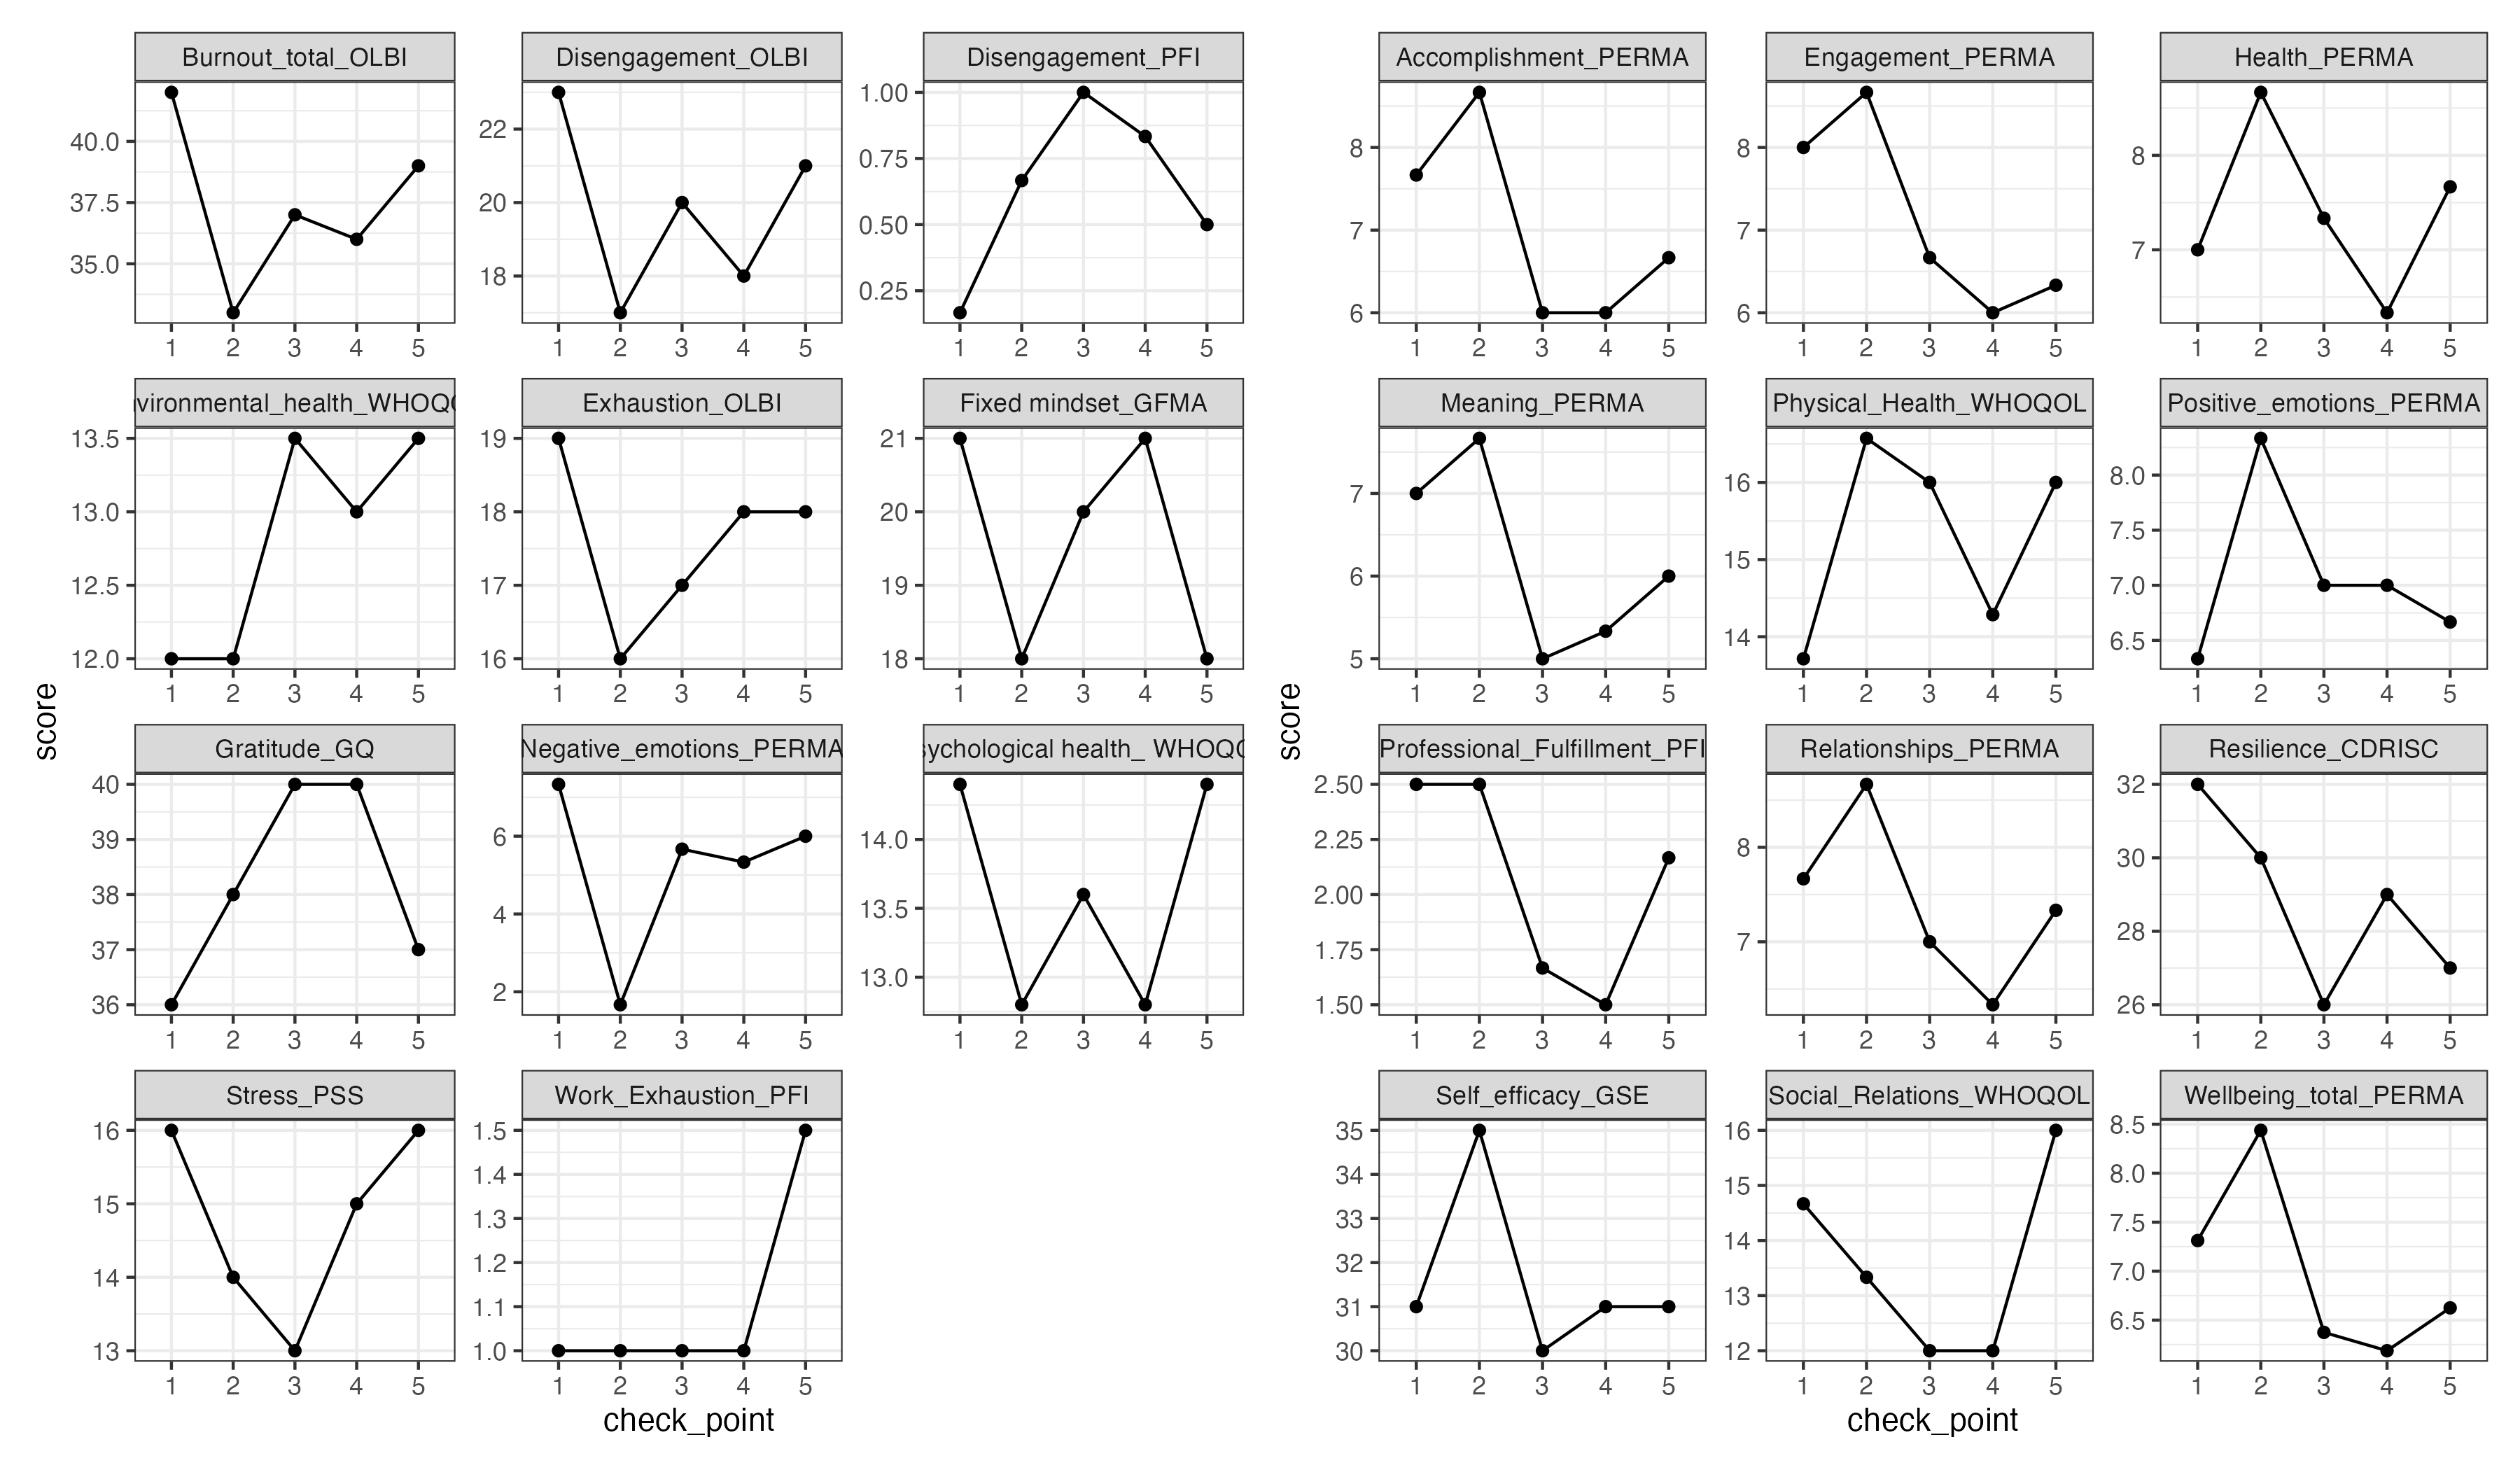 Burnout_total_OLBI
40.0
37.5
35.0
1 2 3 4 5
Disengagement_OLBI
22
20
18
1 2 3 4 5
Disengagement_PFI
1.00
0.75
0.50
0.25
1 2 3 4 5
vironmental_health_WHOQ
13.5
13.0
12.5
12.0
1 2 3 4 5
Exhaustion_OLBI
19
18
17
16
1 2 3 4 5
Fixed mindset_GFMA
21
20
19
18
1 2 3 4 5
Gratitude_GQ
40
39
38
37
36
1 2 3 4 5
Negative_emotions_PERMA
6
4
2
1 2 3 4 5
sychological health_ WHOQ
14.0
13.5
13.0
1 2 3 4 5
Stress_PSS
16
15
14
13
1 2 3 4 5
Work_Exhaustion_PFI
1.5
1.4
1.3
1.2
1.1
1.0
1 2 3 4 5
score
check_point
Accomplishment_PERMA
8
7
6
1 2 3 4 5
Engagement_PERMA
8
7
6
1 2 3 4 5
Health_PERMA
8
7
1 2 3 4 5
Meaning_PERMA
7
6
5
1 2 3 4 5
Physical_Health_WHOQOL
16
15
14
1 2 3 4 5
Positive_emotions_PERMA
8.0
7.5
7.0
6.5
1 2 3 4 5
Professional_Fulfillment_PFI
2.50
2.25
2.00
1.75
1.50
1 2 3 4 5
Relationships_PERMA
8
7
1 2 3 4 5
Resilience_CDRISC
32
30
28
26
1 2 3 4 5
Self_efficacy_GSE
35
34
33
32
31
30
1 2 3 4 5
Social_Relations_WHOQOL
16
15
14
13
12
1 2 3 4 5
Wellbeing_total_PERMA
8.5
8.0
7.5
7.0
6.5
1 2 3 4 5
score
check_point